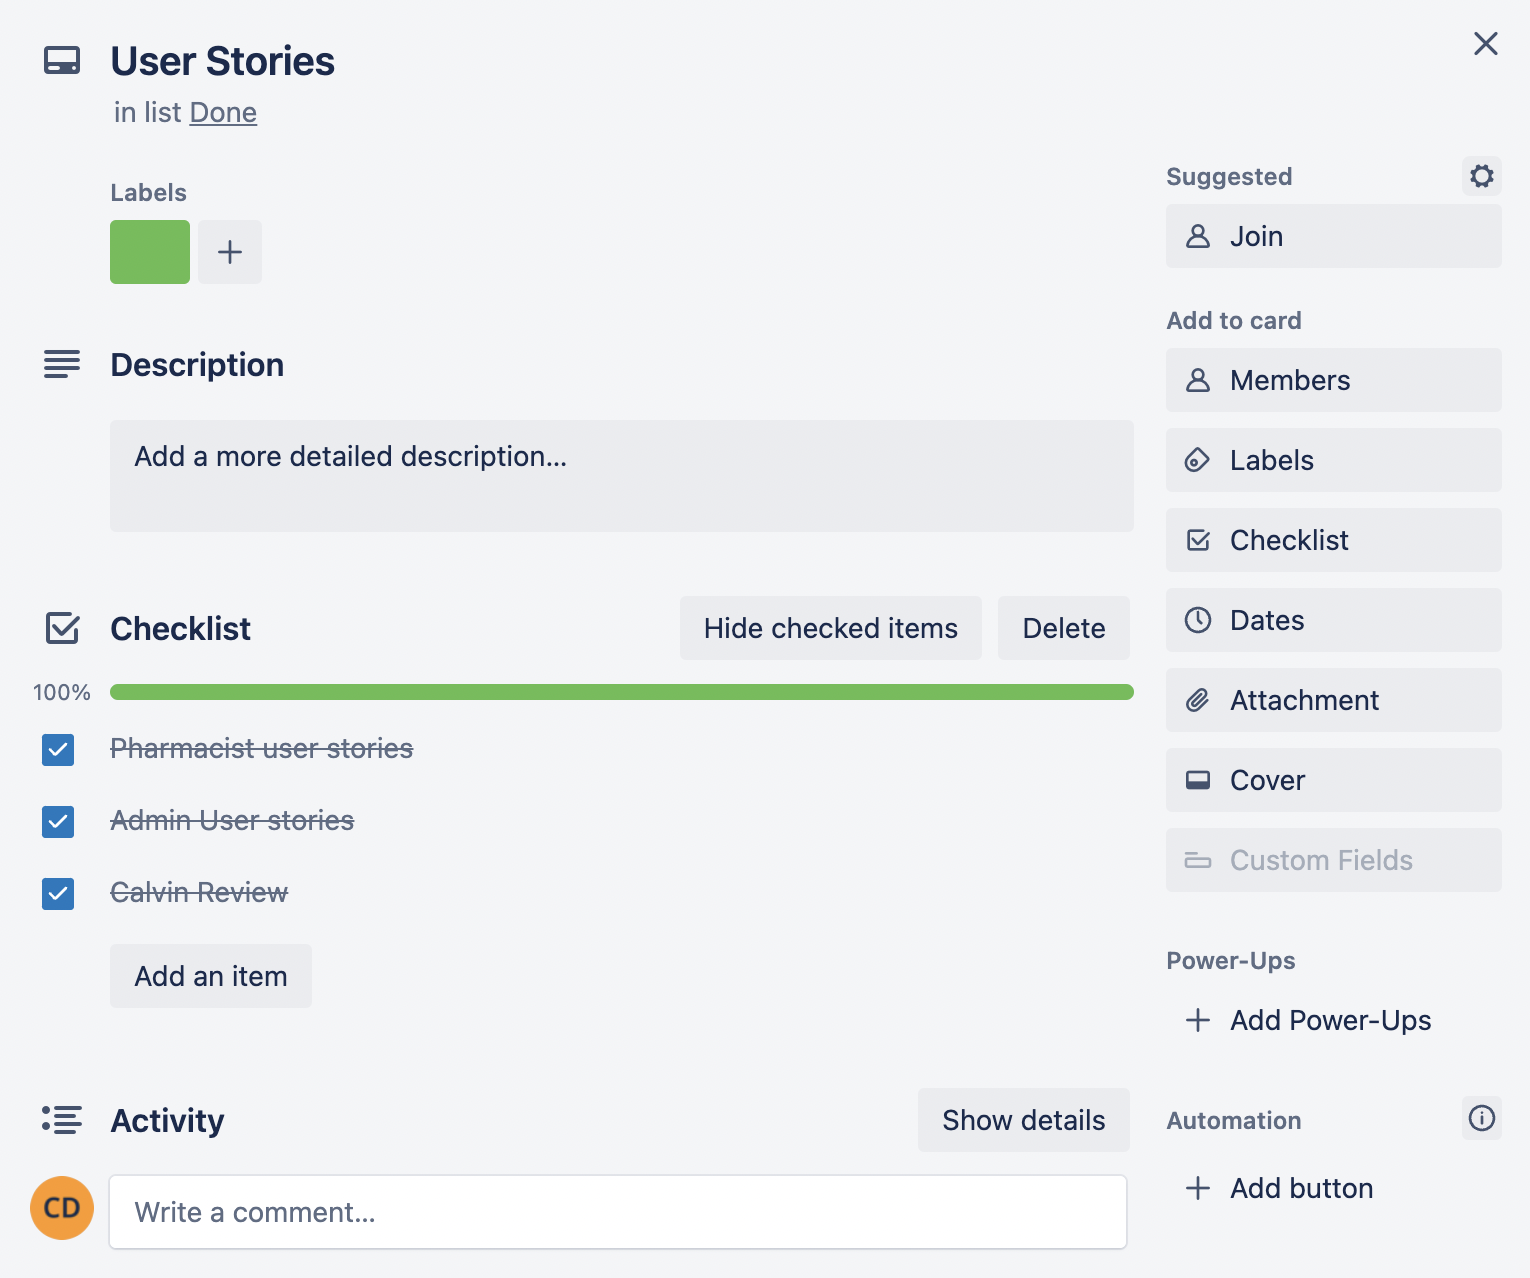 User Stories
in list Done
Labels
Description
Add a more detailed description...
Checklist
Hide checked items
Delete
100%
Pharmacist user stories
Admin User stories
Calvin Review
Add an item
Activity
Show details
CD
Write a comment...
Suggested
Join
Add to card
Members
Labels
Checklist
Dates
Attachment
Cover
Custom Fields
Power-Ups
Add Power-Ups
Automation
Add button